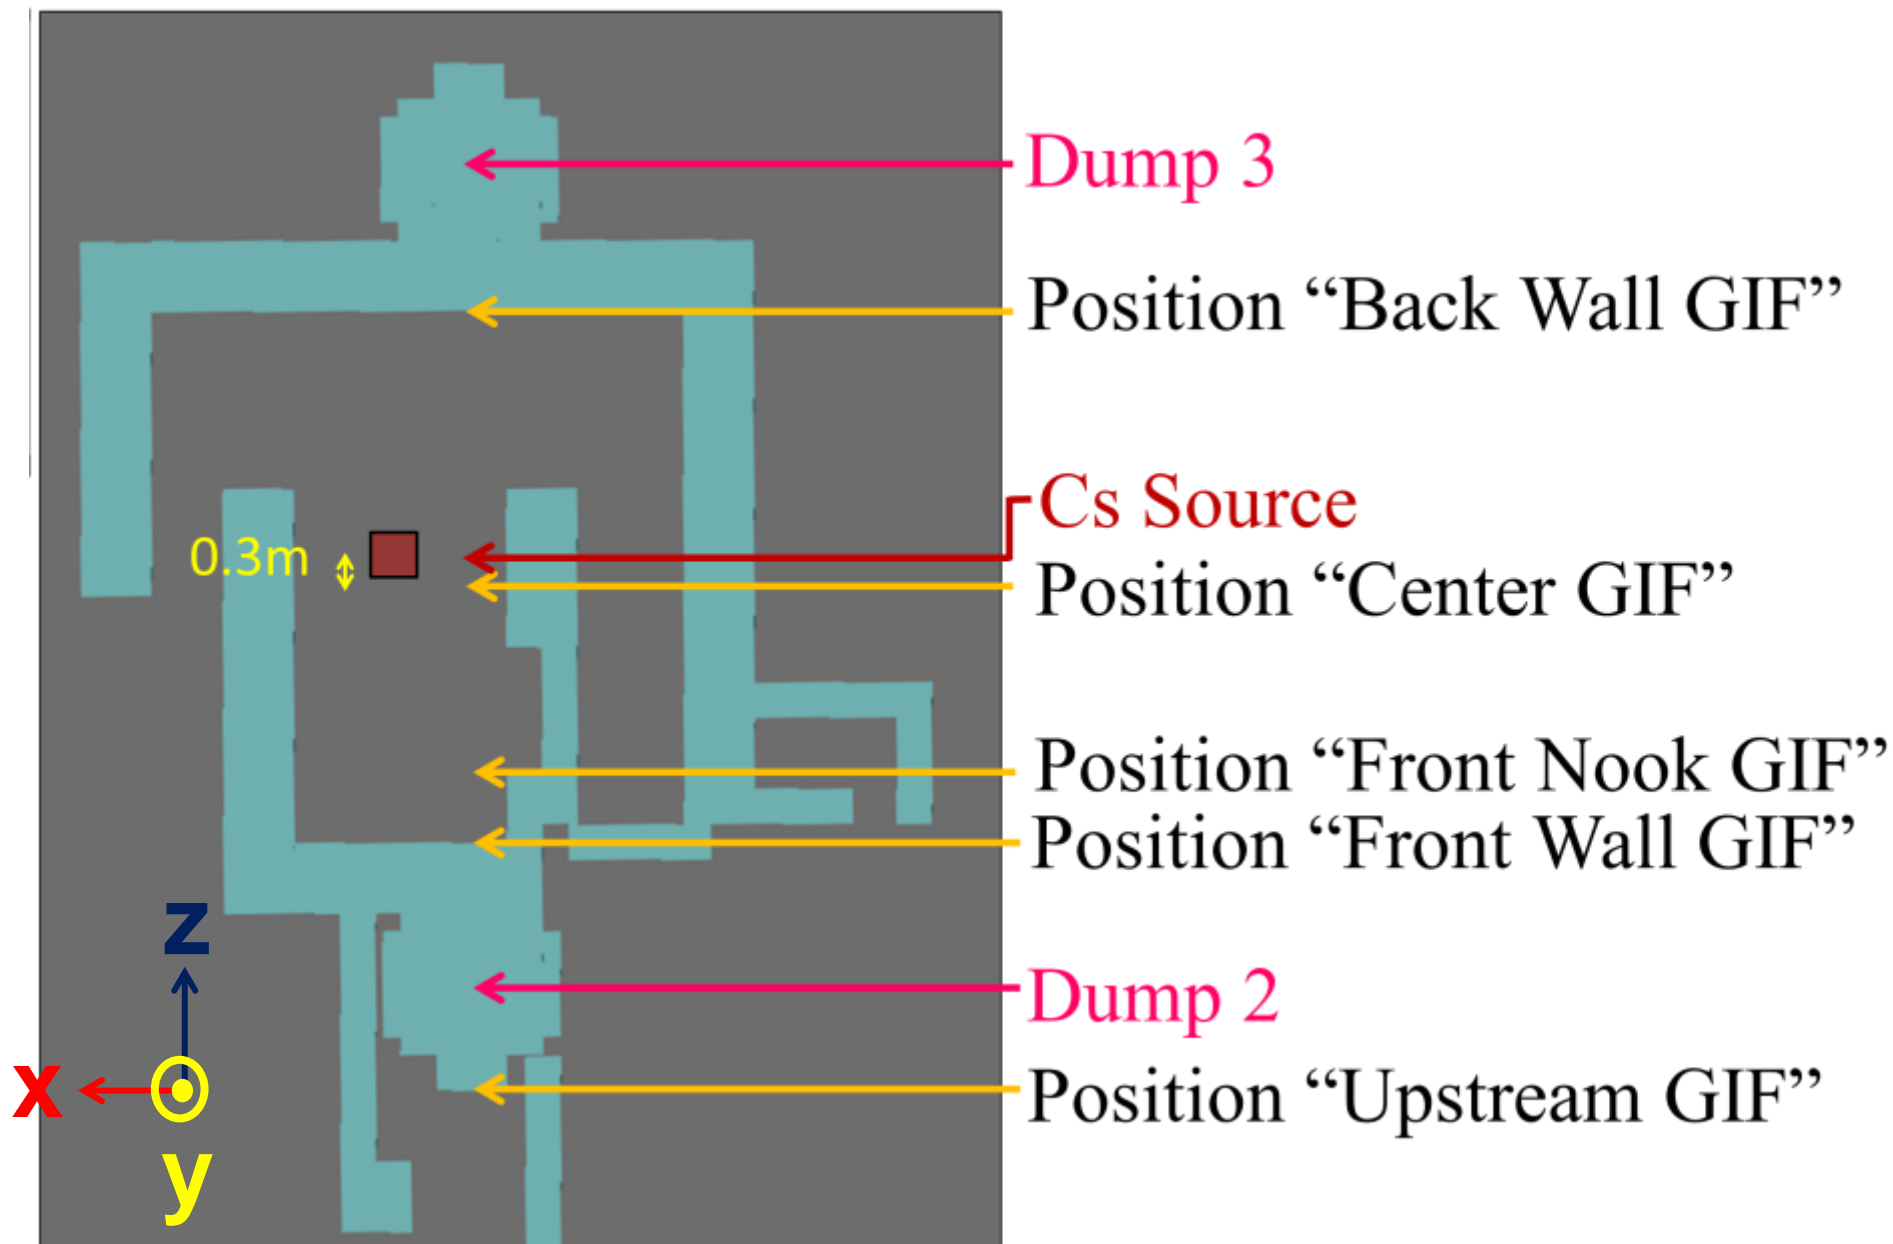 Dump 3
Position “Back Wall GIF”
Cs Source
0.3m
Position “Center GIF”
Position “Front Nook GIF”
Position “Front Wall GIF”
z
Dump 2
x
Position “Upstream GIF”
y